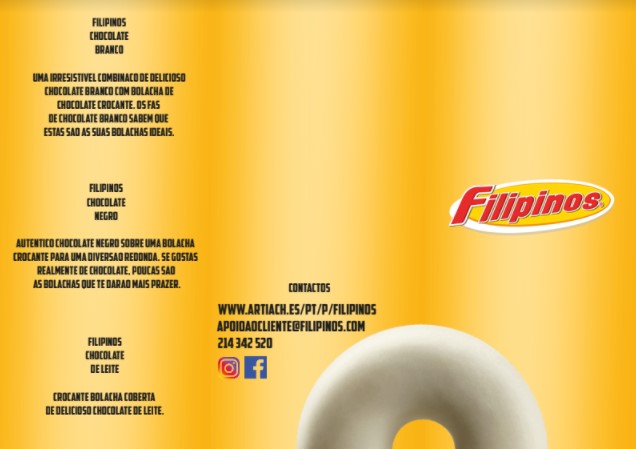 FILIPINOS
CHOCOLATE
BRANCO
UMA IRRESISTIVEL COMBINACO DE DELICIOSO
CHOCOLATE BRANCO COM BOLACHA DE
CHOCOLATE CROCANTE. OS FAS
DE CHOCOLATE BRANCO SABEM QUE
ESTAS SAO AS SUAS BOLACHAS IDEAIS.
FILIPINOS
CHOCOLATE
NEGRO
AUTENTICO CHOCOLATE NEGRO SOBRE UMA BOLACHA
CROCANTE PARA UMA DIVERSAO REDONDA. SE GOSTAS
REALMENTE DE CHOCOLATE, POUCAS SAO
AS BOLACHAS QUE TE DARAO MAIS PRAZER.
FILIPINOS
CHOCOLATE
DE LEITE
CROCANTE BOLACHA COBERTA
DE DELICIOSO CHOCOLATE DE LEITE.
CONTACTOS
WWW.ARTIACH.ES/PT/P/FILIPINOS
APOIOAOCLIENTE@FILIPINOS.COM
214 342 520
Filipinos®